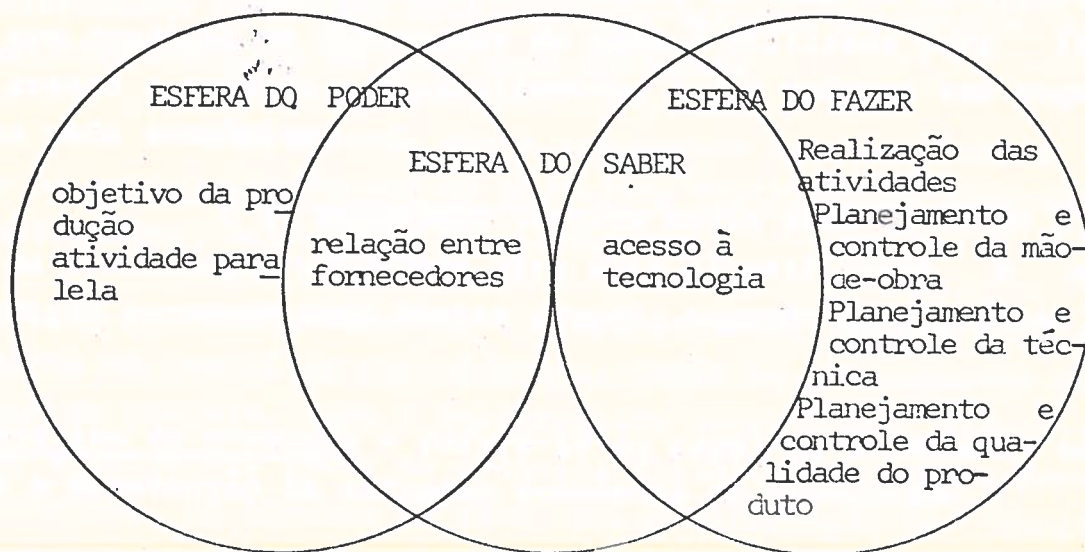 ESFERA DO PODER
objetivo da pro
dução
atividade para
lela
relação entre
fornecedores
ESFERA DO SABER
acesso à
tecnologia
ESFERA DO FAZER
Realização das
atividades
Planejamento e
controle da mão-
de-obra
Planejamento e
controle da téc-
nica
Planejamento e
controle da qua-
lidade do pro-
duto